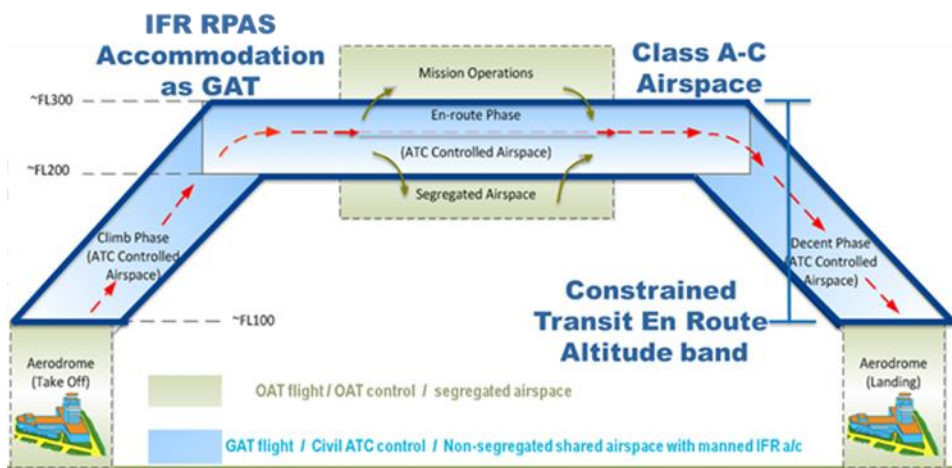 IFR RPAS
Accommodation
as GAT
Mission Operations
Class A-C
Airspace
~FL300
En-route Phase
(ATC Controlled Airspace)
~FL200
Segregated Airspace
Climb Phase
(ATC Controlled
Airspace)
Decent Phase
(ATC Controlled
Airspace)
Constrained
Transit En Route
Altitude band
~FL100
Aerodrome
(Take Off)
Aerodrome
(Landing)
OAT flight / OAT control / segregated airspace
GAT flight / Civil ATC control / Non-segregated shared airspace with manned IFR a/c